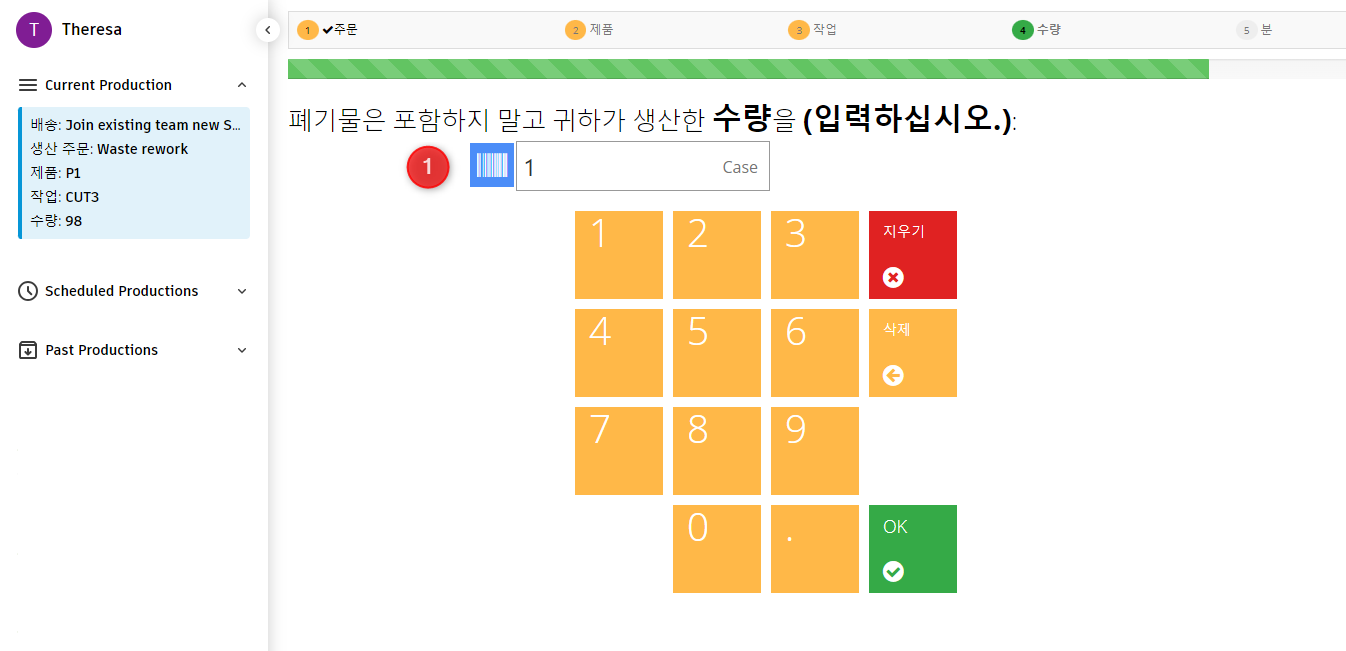 T Theresa
Current Production
배송: Join existing team new S...
생산 주문: Waste rework
제품: P1
작업: CUT3
수량: 98
Scheduled Productions
Past Productions
1 ✔주문 2 제품 3 작업 4 수량 5 분
폐기물은 포함하지 말고 귀하가 생산한 수량을 (입력하십시오.):
1 1 Case
1 2 3 지우기
4 5 6 삭제
7 8 9
0 . OK